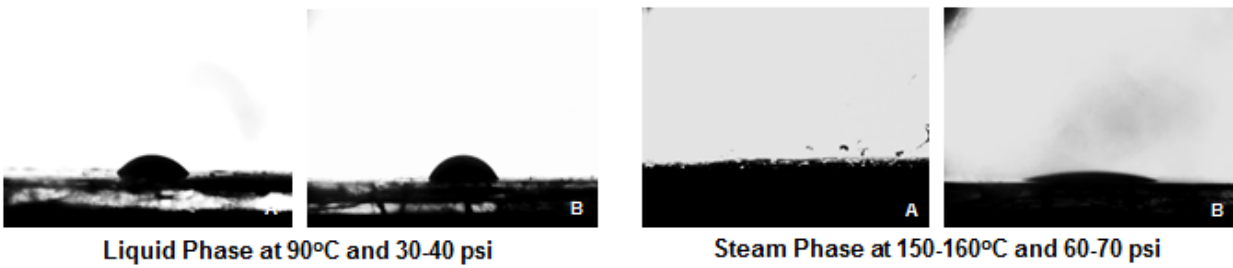 A
B
A
B
Liquid Phase at 90ºC and 30-40 psi
Steam Phase at 150-160ºC and 60-70 psi